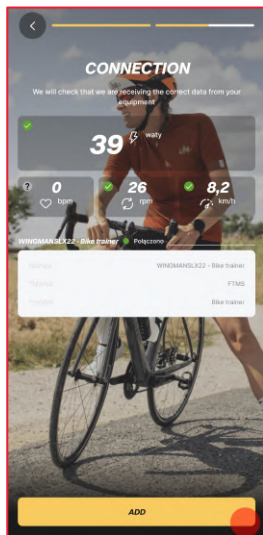 CONNECTION
We will check that we are receiving the correct data from your
equipment
39 waty
? 0 26 8,2
bpm rpm km/h
WINGMANSLX22 - Bike trainer Połączono
WINGMANSLX22 - Bike trainer
FTMS
Bike trainer
ADD